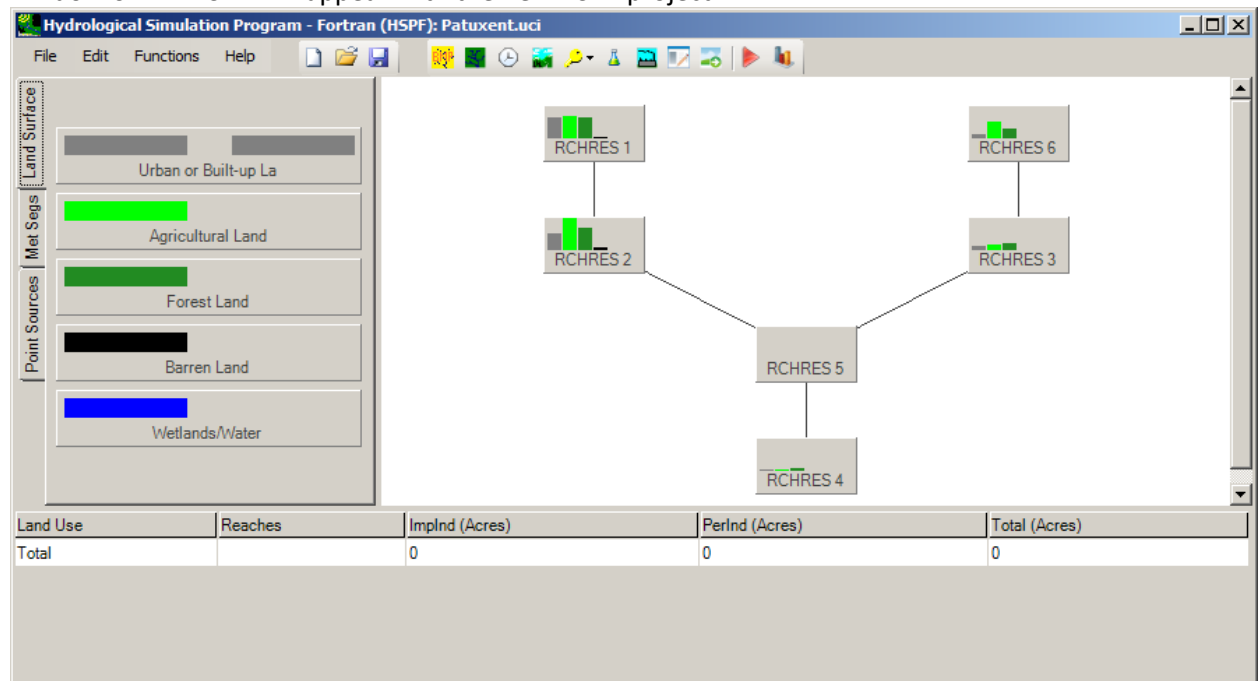 Hydrological Simulation Program - Fortran (HSPF): Patuxent.uci
File Edit Functions Help
Land Surface
Met Segs
Point Sources
Urban or Built-up La
Agricultural Land
Forest Land
Barren Land
Wetlands/Water
RCHRES 1
RCHRES 6
RCHRES 2
RCHRES 3
RCHRES 5
RCHRES 4
Land Use Reaches ImpInd (Acres) PerInd (Acres) Total (Acres)
Total 0 0 0